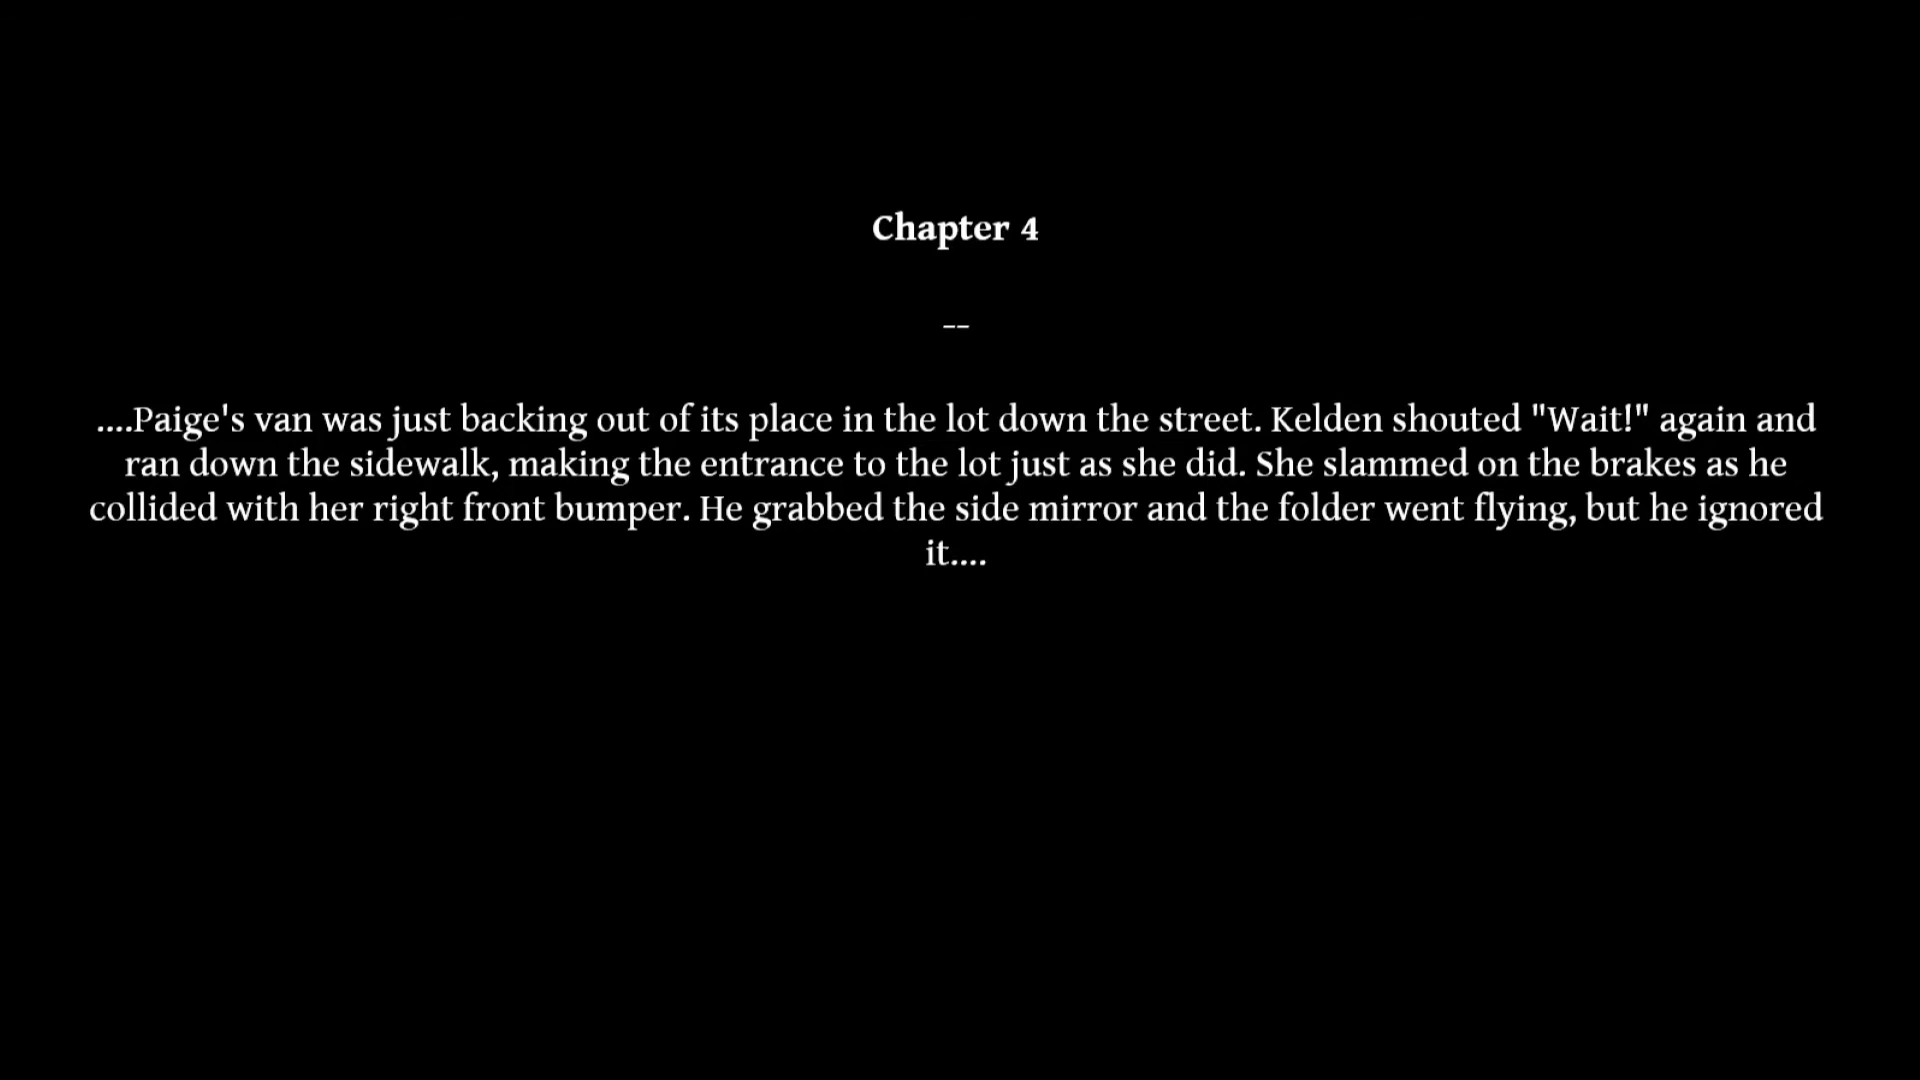 Chapter 4
--
....Paige's van was just backing out of its place in the lot down the street. Kelden shouted "Wait!" again and
ran down the sidewalk, making the entrance to the lot just as she did. She slammed on the brakes as he
collided with her right front bumper. He grabbed the side mirror and the folder went flying, but he ignored
it....